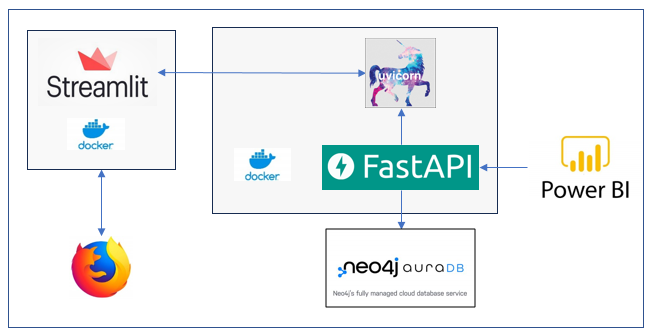 Streamlit
docker
uvicorn
docker
FastAPI
Power BI
neo4j auraDB
Neo4j's fully managed cloud database service